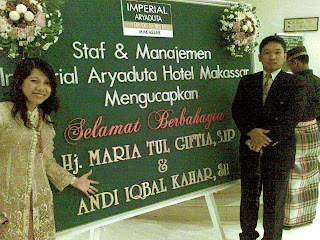 IMPERIAL
ARYADUTA
MAKASSAR
Staf & Manajemen
Imperial Aryaduta Hotel Makassar
Mengucapkan
Selamat Berbahagia
Hj. MARIA TUL GIFTIA, S.IP
&
ANDI IQBAL KAHAR,